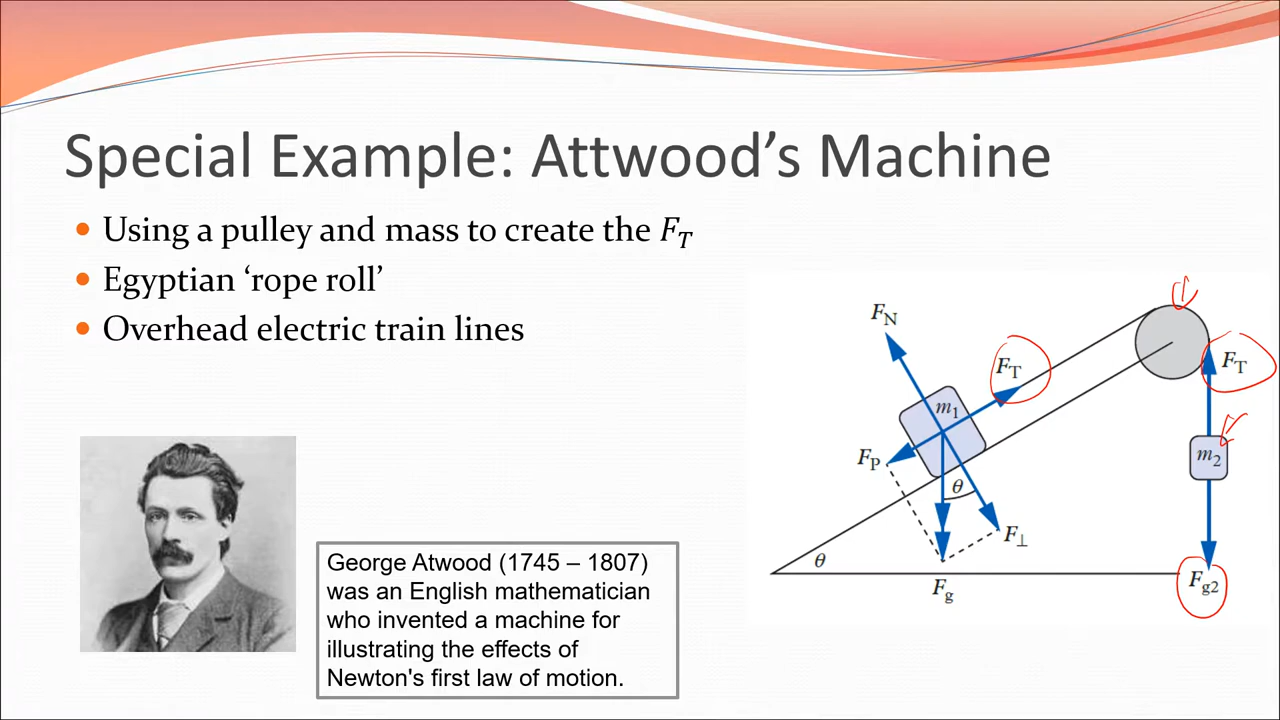 Special Example: Attwood’s Machine
Using a pulley and mass to create the F_T
Egyptian ‘rope roll’
Overhead electric train lines
F_N
F_T
F_T
m_1
F_P
m_2
θ
F_⊥
θ
F_g
F_g2
George Atwood (1745 – 1807)
was an English mathematician
who invented a machine for
illustrating the effects of
Newton's first law of motion.